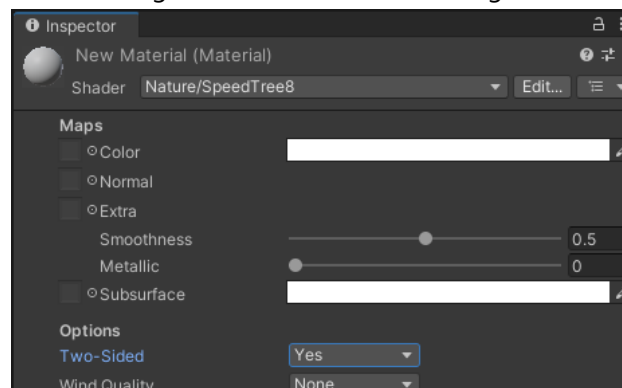 Inspector
New Material (Material)
Shader Nature/SpeedTree8 Edit...
Maps
Color
Normal
Extra
Smoothness 0.5
Metallic 0
Subsurface
Options
Two-Sided Yes
Wind Quality None